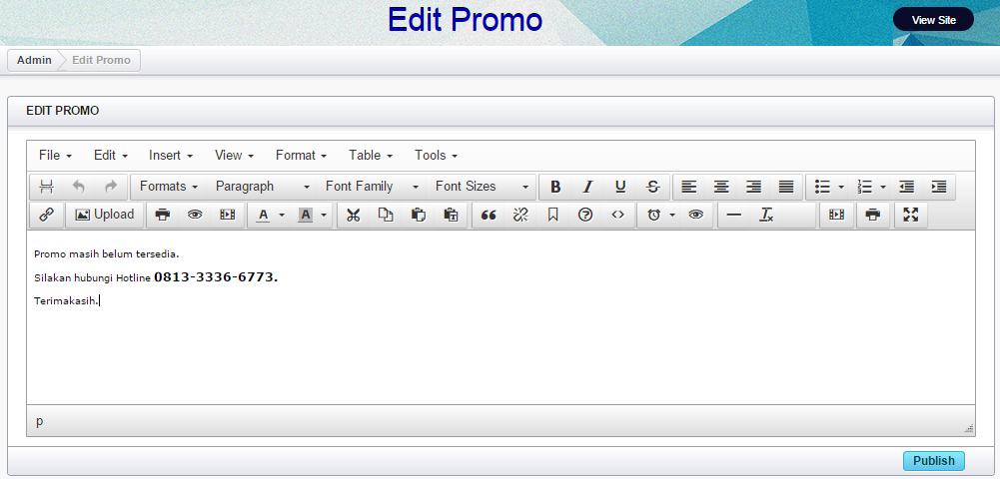 Edit Promo
View Site
Admin Edit Promo
EDIT PROMO
File Edit Insert View Format Table Tools
Formats Paragraph Font Family Font Sizes B I U S
Upload A A
Promo masih belum tersedia.
Silakan hubungi Hotline 0813-3336-6773.
Terimakasih.
p
Publish